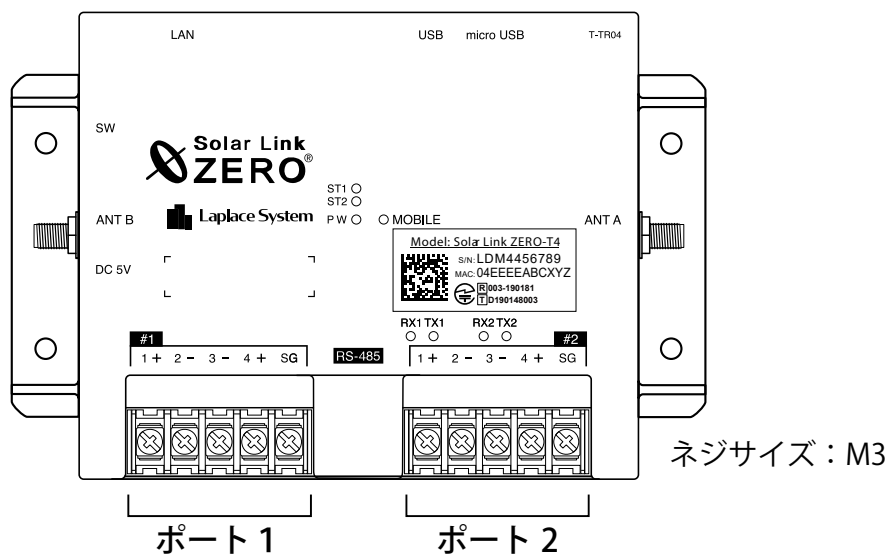 LAN USB micro USB T-TR04
SW
Solar Link
ZERO®
ST1
ST2
ANT B Laplace System PW MOBILE ANT A
Model: Solar Link ZERO-T4
DC 5V
S/N: LDM4456789
MAC: 04EEEEABCXYZ
R 003-190181
T D190148003
RX1 TX1 RX2 TX2
#1 RS-485 #2
1 + 2 − 3 − 4 + SG 1 + 2 − 3 − 4 + SG
ネジサイズ：M3
ポート 1 ポート 2